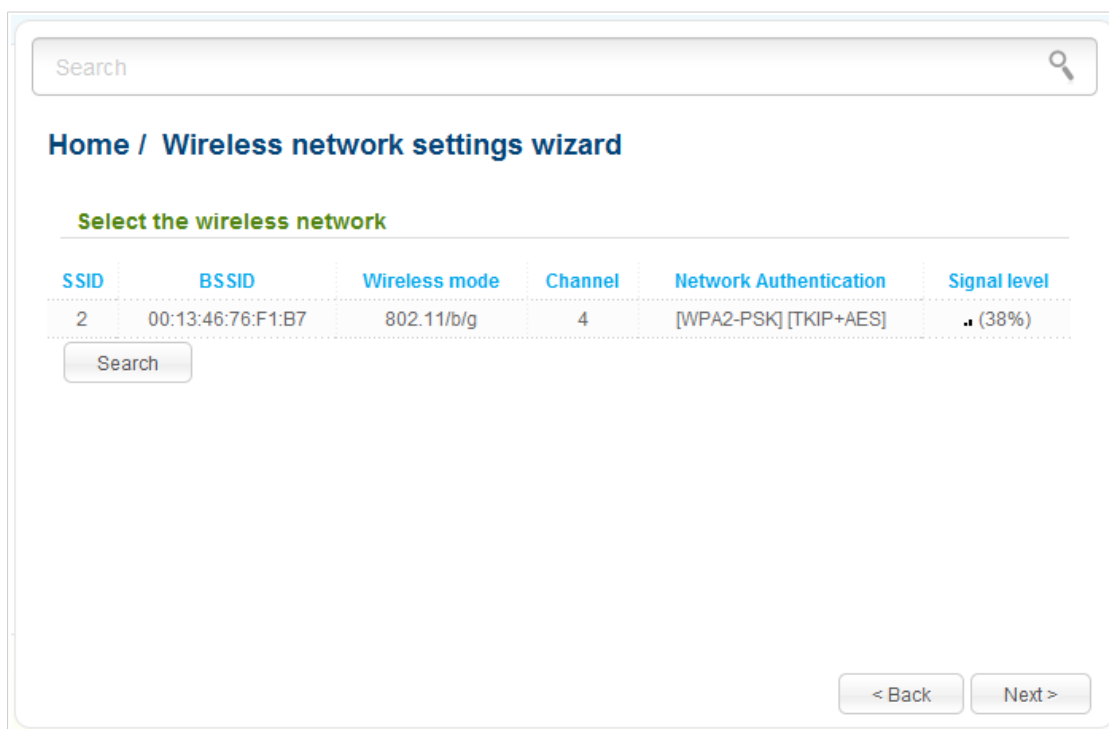 Search
Home / Wireless network settings wizard
Select the wireless network
SSID BSSID Wireless mode Channel Network Authentication Signal level
2 00:13:46:76:F1:B7 802.11/b/g 4 [WPA2-PSK] [TKIP+AES] (38%)
Search
< Back Next >